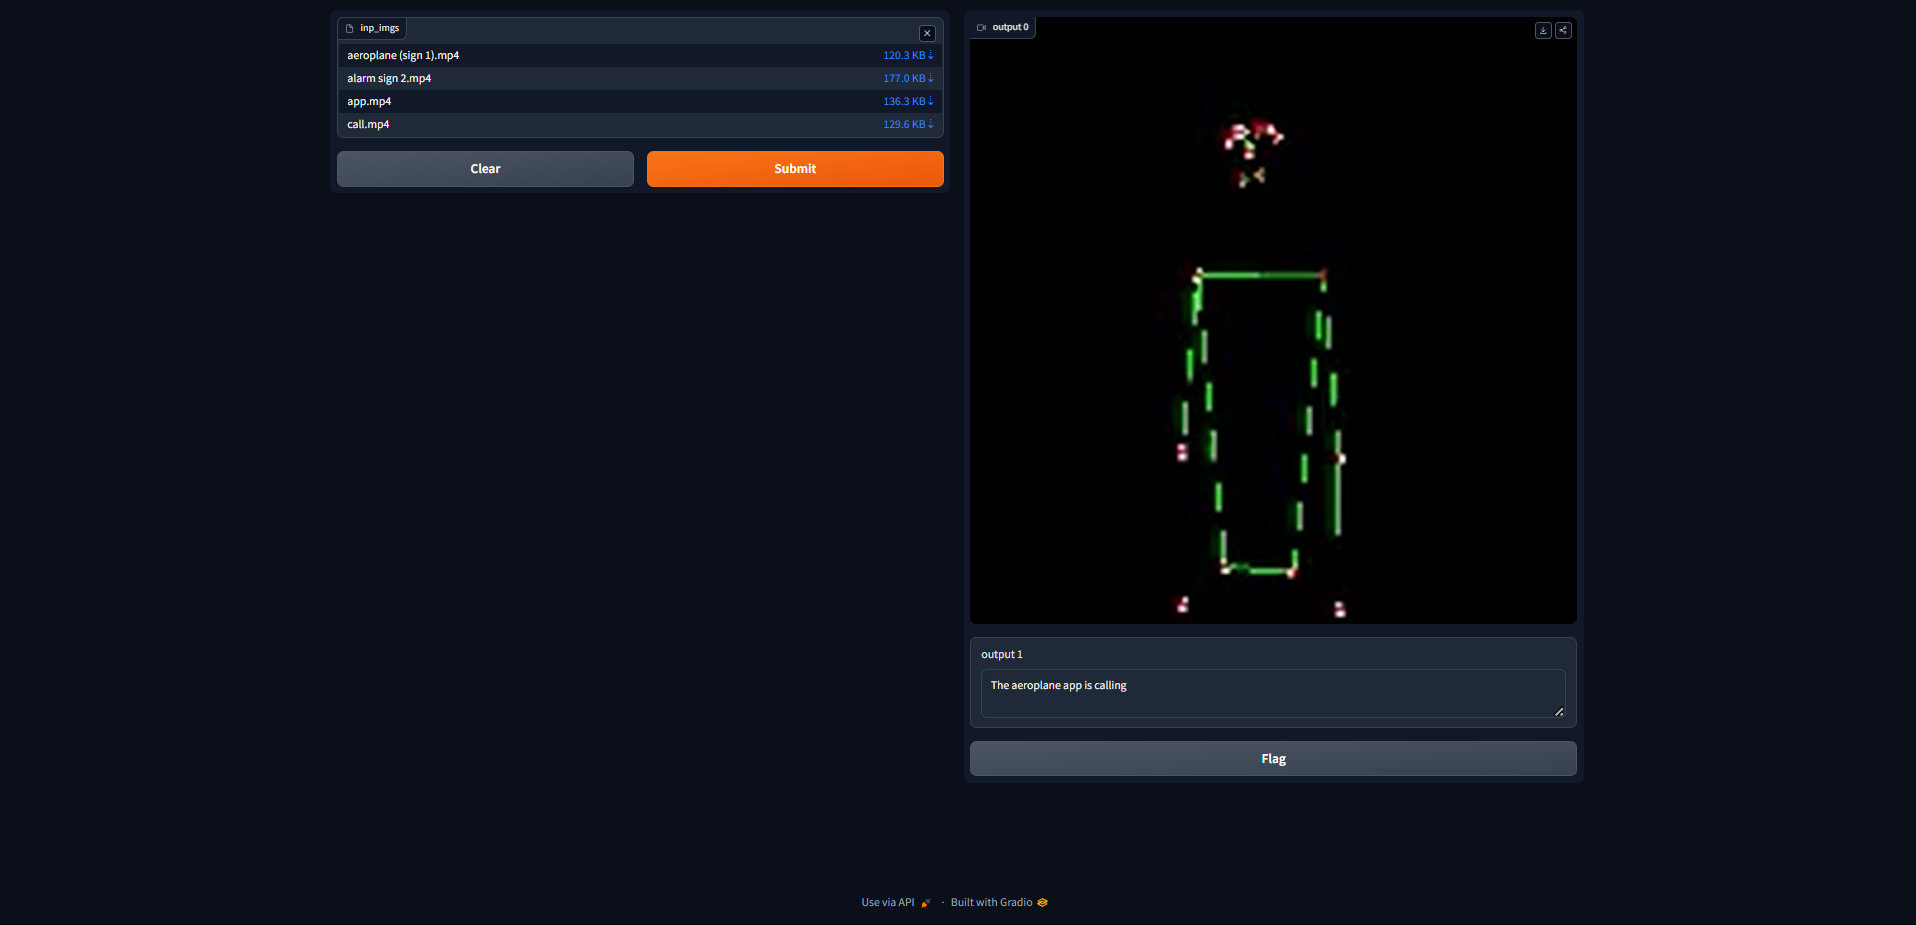 inp_imgs
aeroplane (sign 1).mp4 120.3 KB ⇣
alarm sign 2.mp4 177.0 KB ⇣
app.mp4 136.3 KB ⇣
call.mp4 129.6 KB ⇣
Clear Submit
output 0
output 1
The aeroplane app is calling
Flag
Use via API 🚀 · Built with Gradio